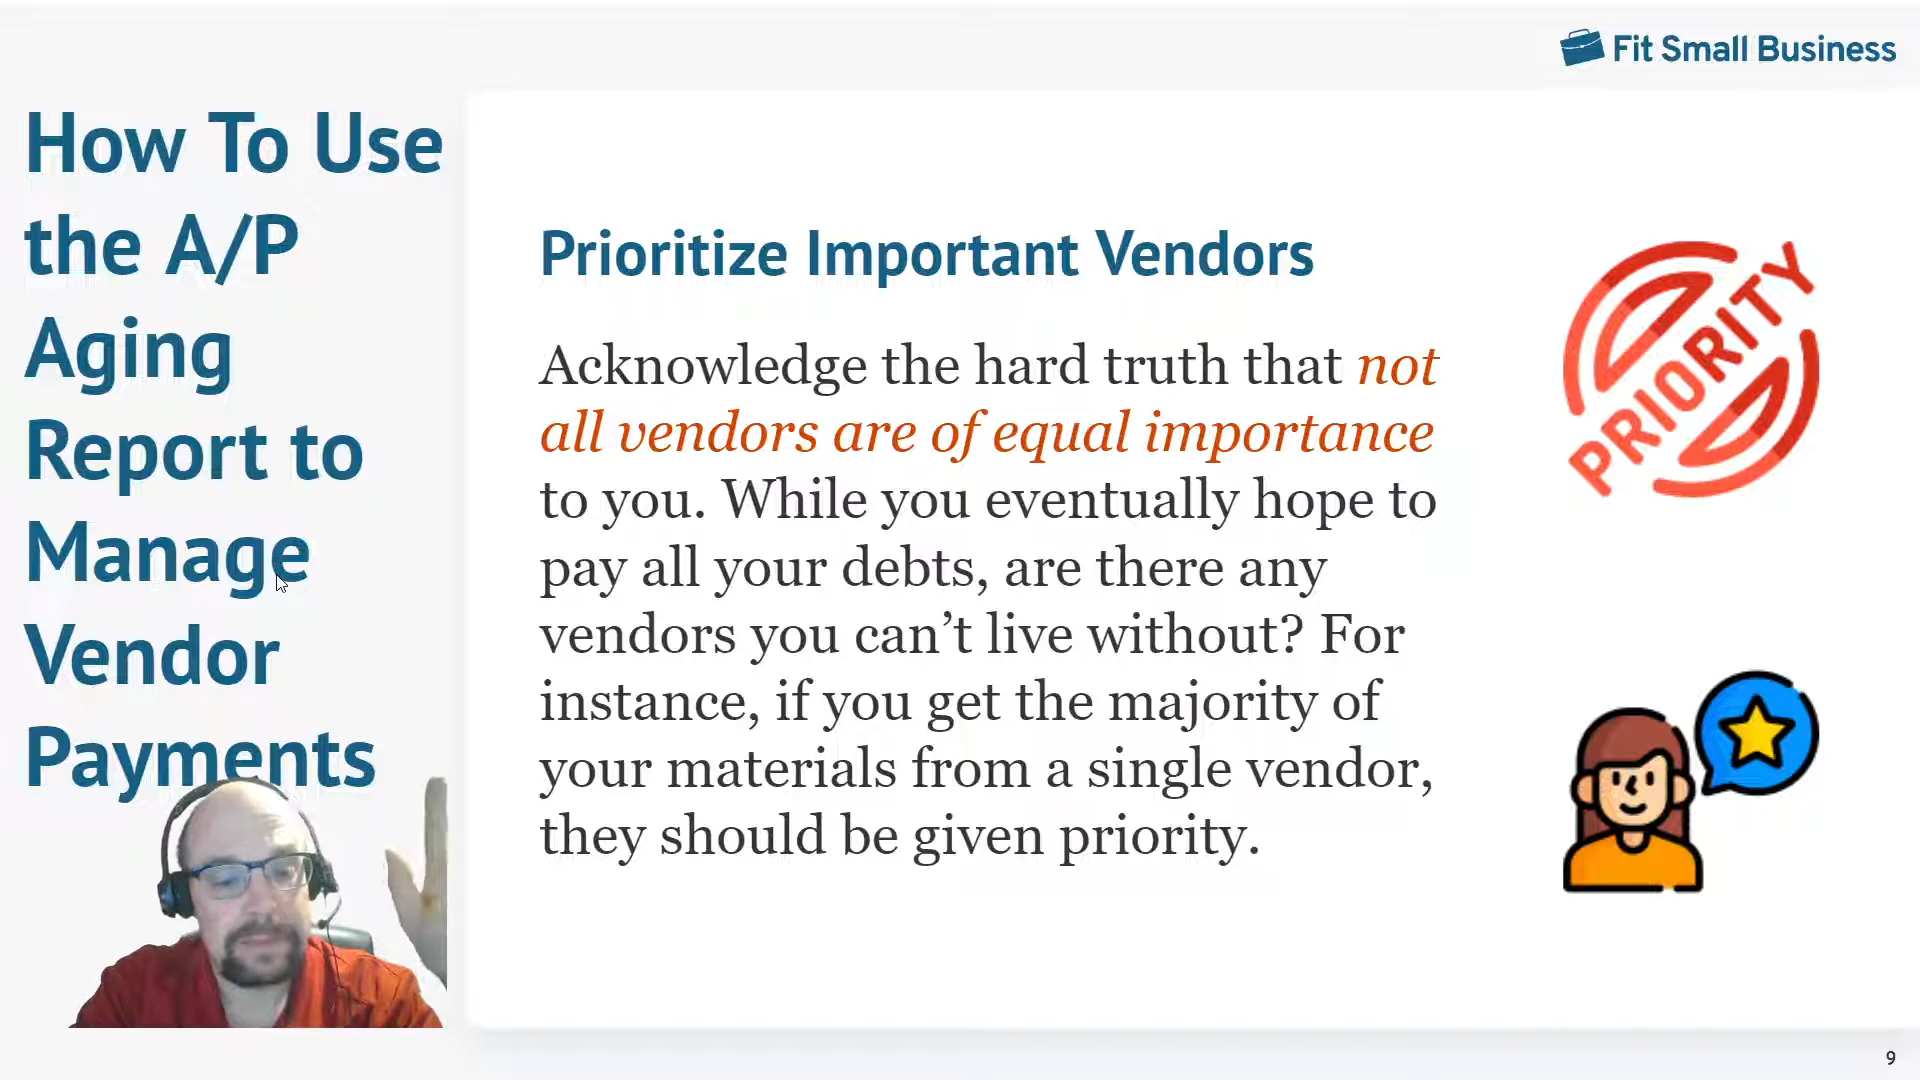 Fit Small Business
How To Use
the A/P
Aging
Report to
Manage
Vendor
Payments
Prioritize Important Vendors
Acknowledge the hard truth that not
all vendors are of equal importance
to you. While you eventually hope to
pay all your debts, are there any
vendors you can’t live without? For
instance, if you get the majority of
your materials from a single vendor,
they should be given priority.
PRIORITY
9